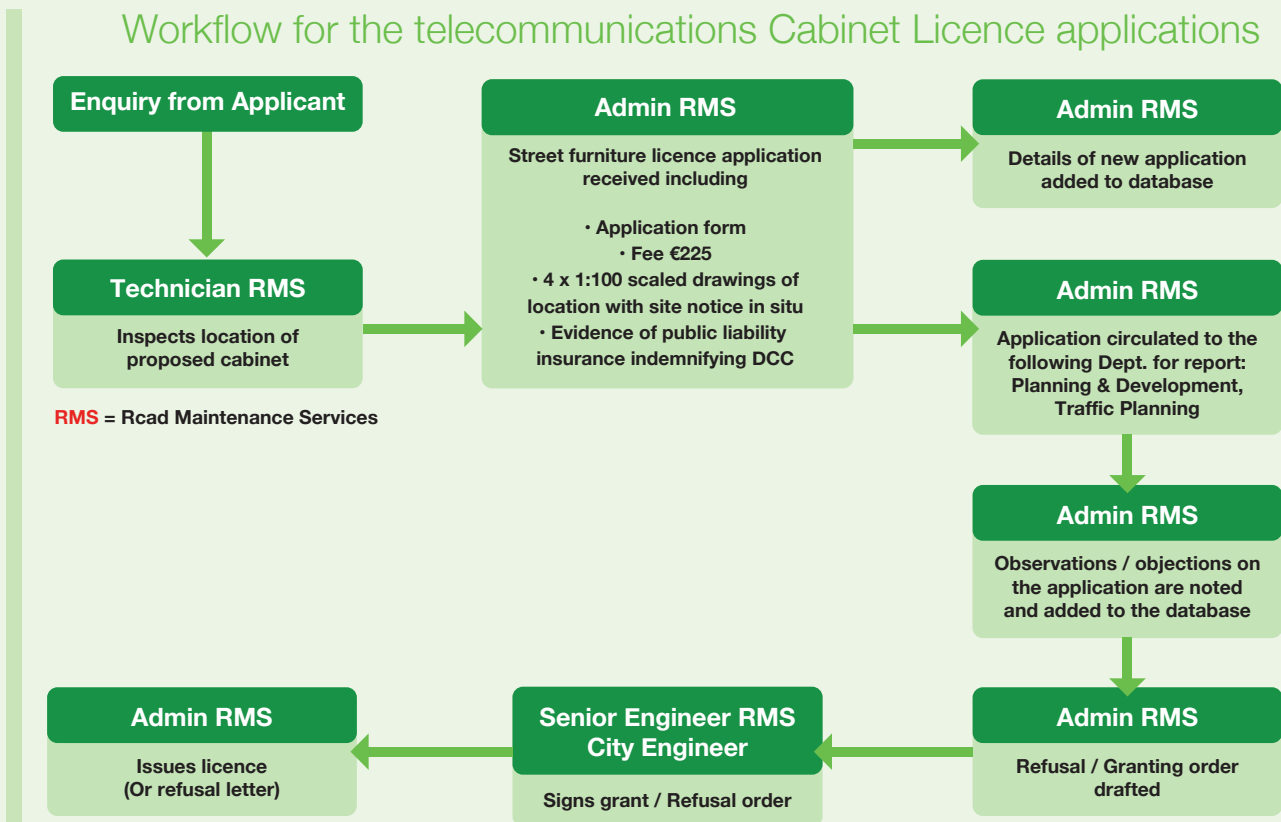 Workflow for the telecommunications Cabinet Licence applications
Enquiry from Applicant
Technician RMS
Inspects location of
proposed cabinet
RMS = Rcad Maintenance Services
Admin RMS
Street furniture licence application
received including
• Application form
• Fee €225
• 4 x 1:100 scaled drawings of
location with site notice in situ
• Evidence of public liability
insurance indemnifying DCC
Admin RMS
Details of new application
added to database
Admin RMS
Application circulated to the
following Dept. for report:
Planning & Development,
Traffic Planning
Admin RMS
Observations / objections on
the application are noted
and added to the database
Admin RMS
Refusal / Granting order
drafted
Senior Engineer RMS
City Engineer
Signs grant / Refusal order
Admin RMS
Issues licence
(Or refusal letter)